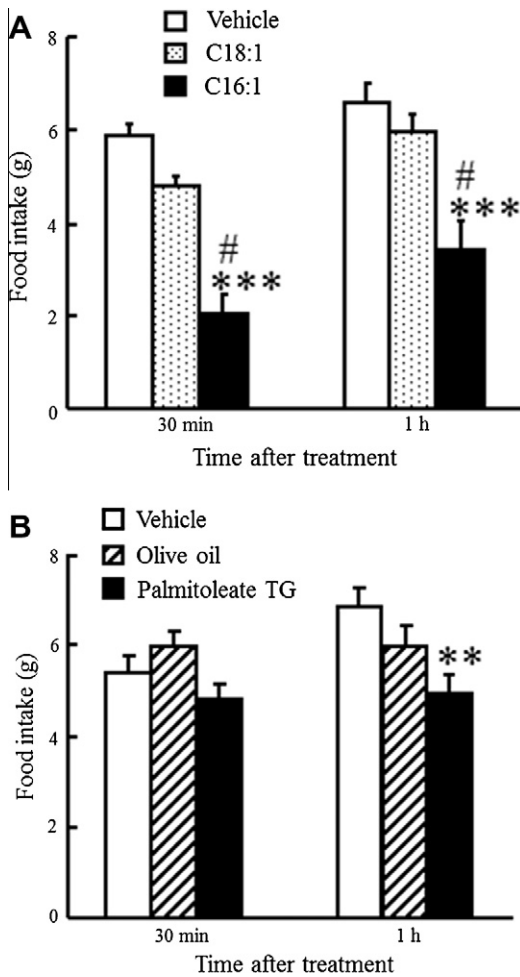 A
Vehicle
C18:1
C16:1
Food intake (g)
8
6
4
2
0
#
***
#
***
30 min
1 h
Time after treatment
B
Vehicle
Olive oil
Palmitoleate TG
Food intake (g)
8
6
4
2
0
**
30 min
1 h
Time after treatment